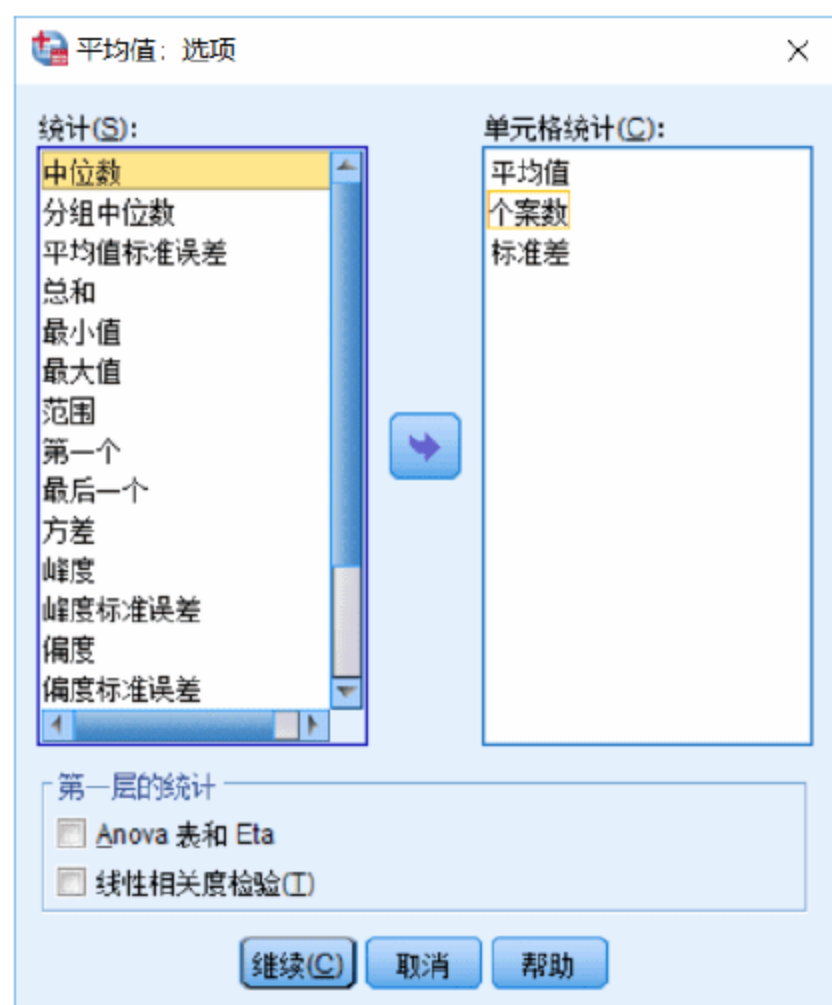 平均值：选项
统计(S):
中位数
分组中位数
平均值标准误差
总和
最小值
最大值
范围
第一个
最后一个
方差
峰度
峰度标准误差
偏度
偏度标准误差
单元格统计(C):
平均值
个案数
标准差
第一层的统计
Anova 表和 Eta
线性相关度检验(T)
继续(C) 取消 帮助